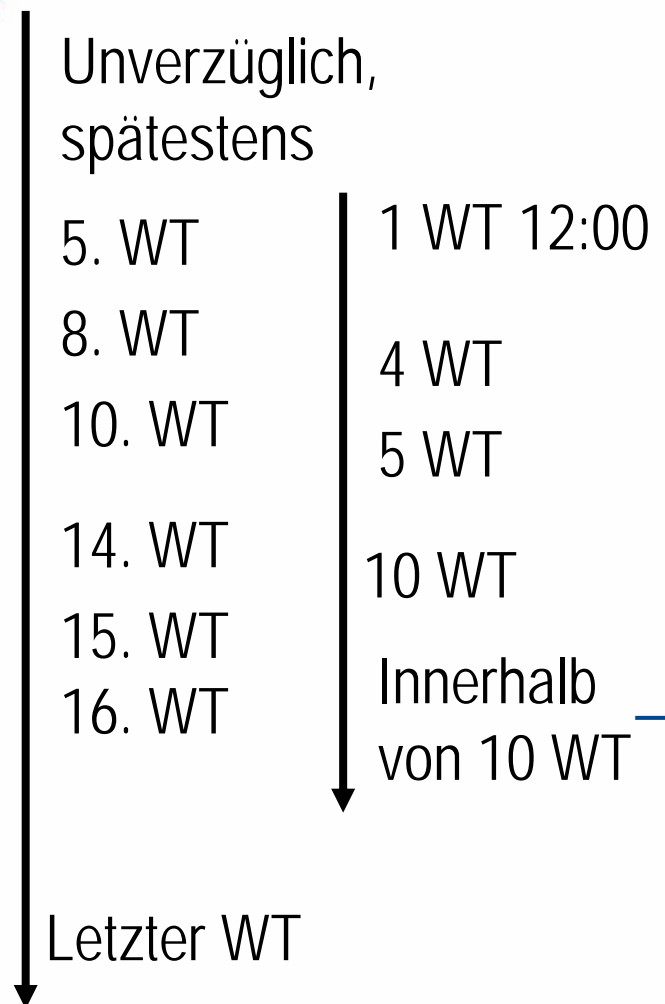 Unverzüglich,
spätestens
5. WT
8. WT
10. WT
14. WT
15. WT
16. WT
Letzter WT
1 WT 12:00
4 WT
5 WT
10 WT
Innerhalb
von 10 WT